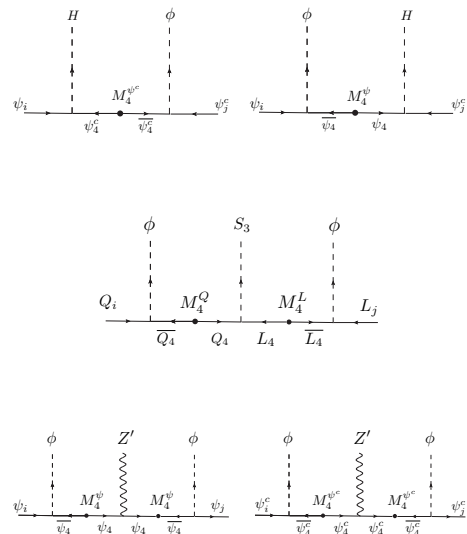 H ϕ ϕ H
ψ_i M_4^{ψ^c} ψ_j^c ψ_i M_4^ψ ψ_j^c
ψ_4^c \overline{ψ_4^c} \overline{ψ_4} ψ_4
ϕ S_3 ϕ
Q_i M_4^Q M_4^L L_j
\overline{Q_4} Q_4 L_4 \overline{L_4}
ϕ Z′ ϕ ϕ Z′ ϕ
ψ_i M_4^ψ M_4^ψ ψ_j ψ_i^c M_4^{ψ^c} M_4^{ψ^c} ψ_j^c
\overline{ψ_4} ψ_4 ψ_4 \overline{ψ_4} \overline{ψ_4^c} ψ_4^c ψ_4^c \overline{ψ_4^c}